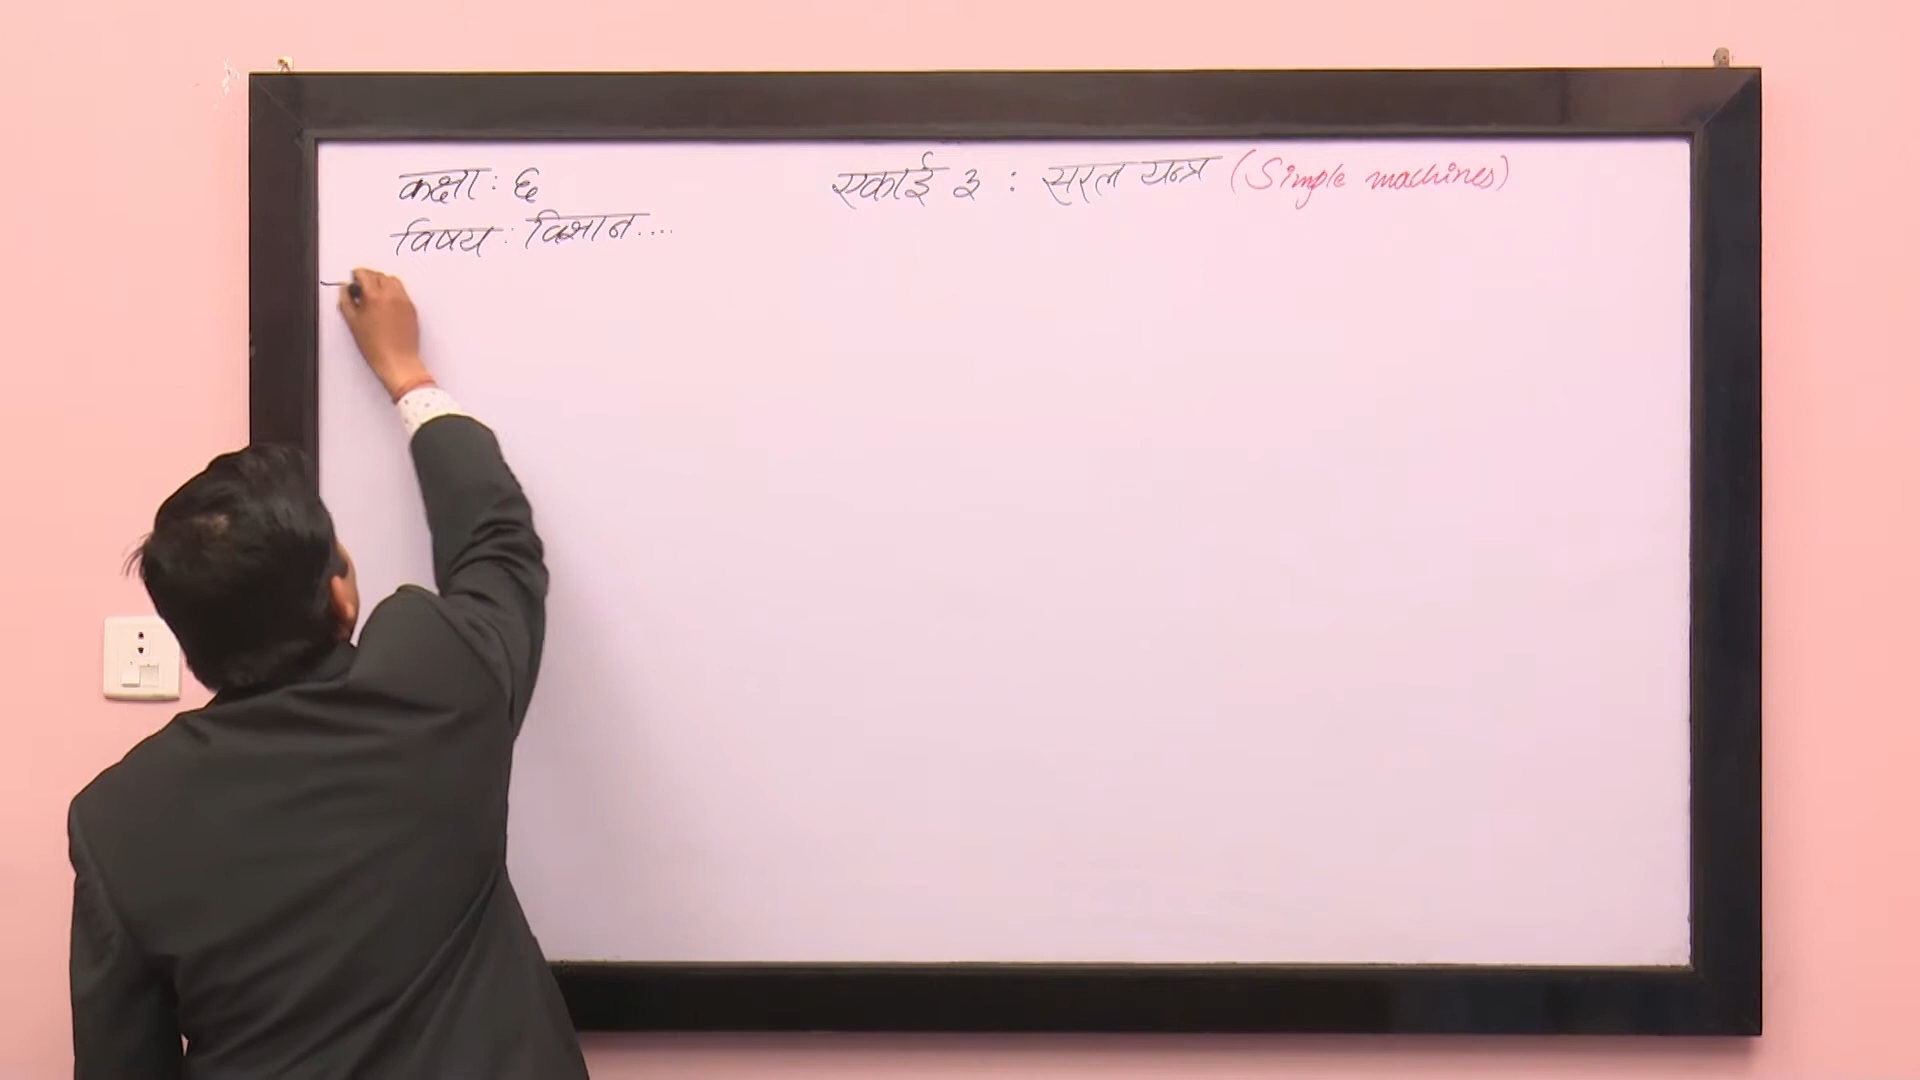 कक्षा : ६
एकाई ३ : सरल यन्त्र (Simple machines)
विषय : विज्ञान....